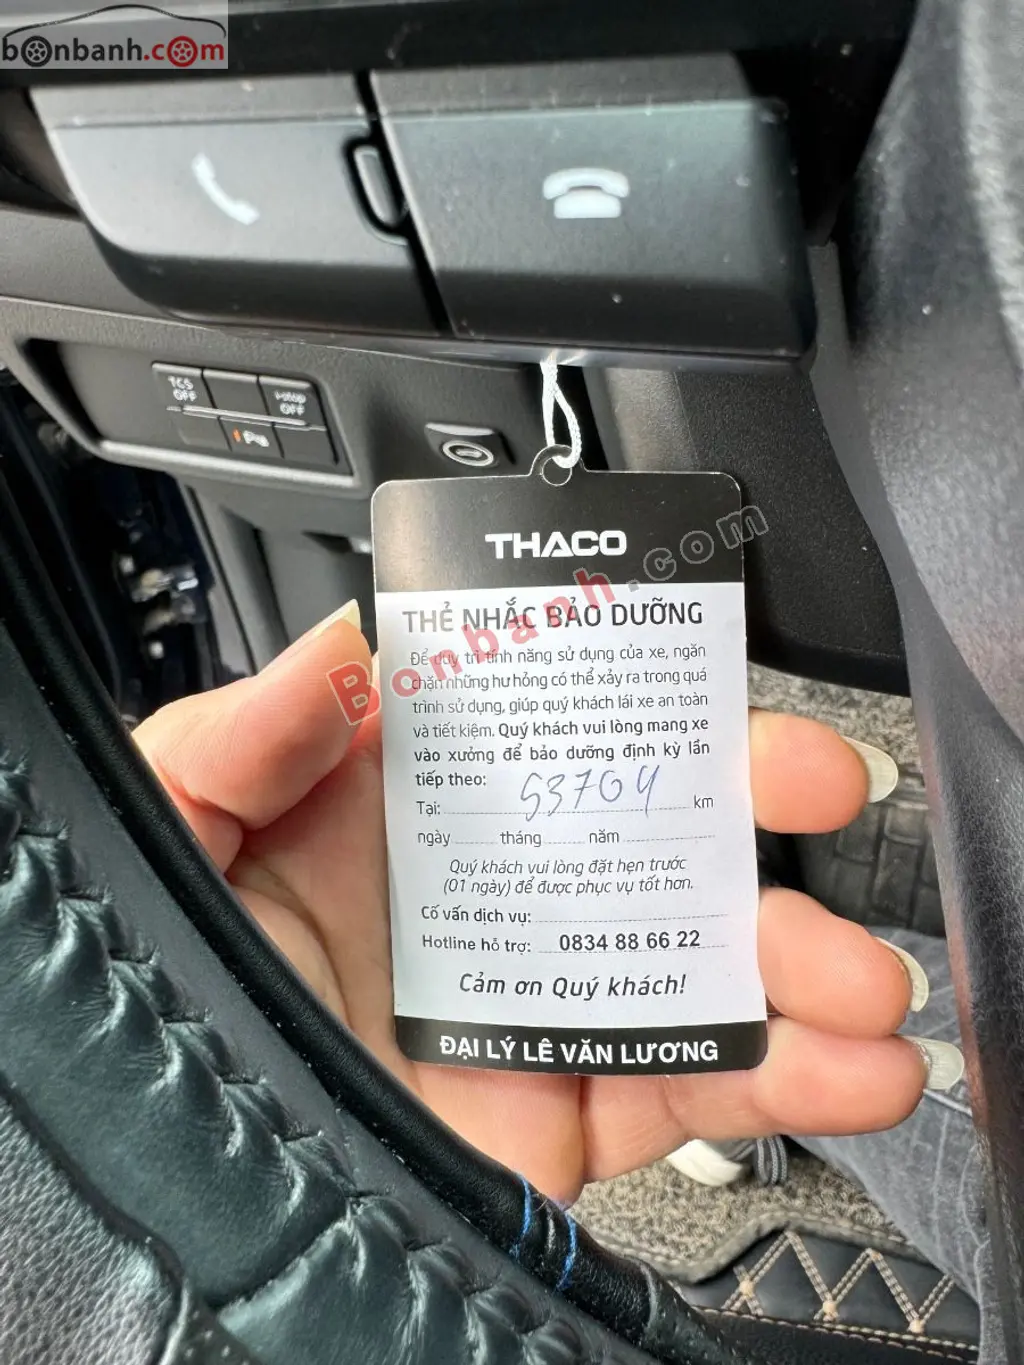 bonbanh.com
TCS
OFF
i-stop
OFF
THACO
THẺ NHẮC BẢO DƯỠNG
Để duy trì tính năng sử dụng của xe, ngăn
chặn những hư hỏng có thể xảy ra trong quá
trình sử dụng, giúp quý khách lái xe an toàn
và tiết kiệm. Quý khách vui lòng mang xe
vào xưởng để bảo dưỡng định kỳ lần
tiếp theo:
Tại: 53764 km
ngày tháng năm
Quý khách vui lòng đặt hẹn trước
(01 ngày) để được phục vụ tốt hơn.
Cố vấn dịch vụ:
Hotline hỗ trợ: 0834 88 66 22
Cảm ơn Quý khách!
ĐẠI LÝ LÊ VĂN LƯƠNG
Bonbanh.com